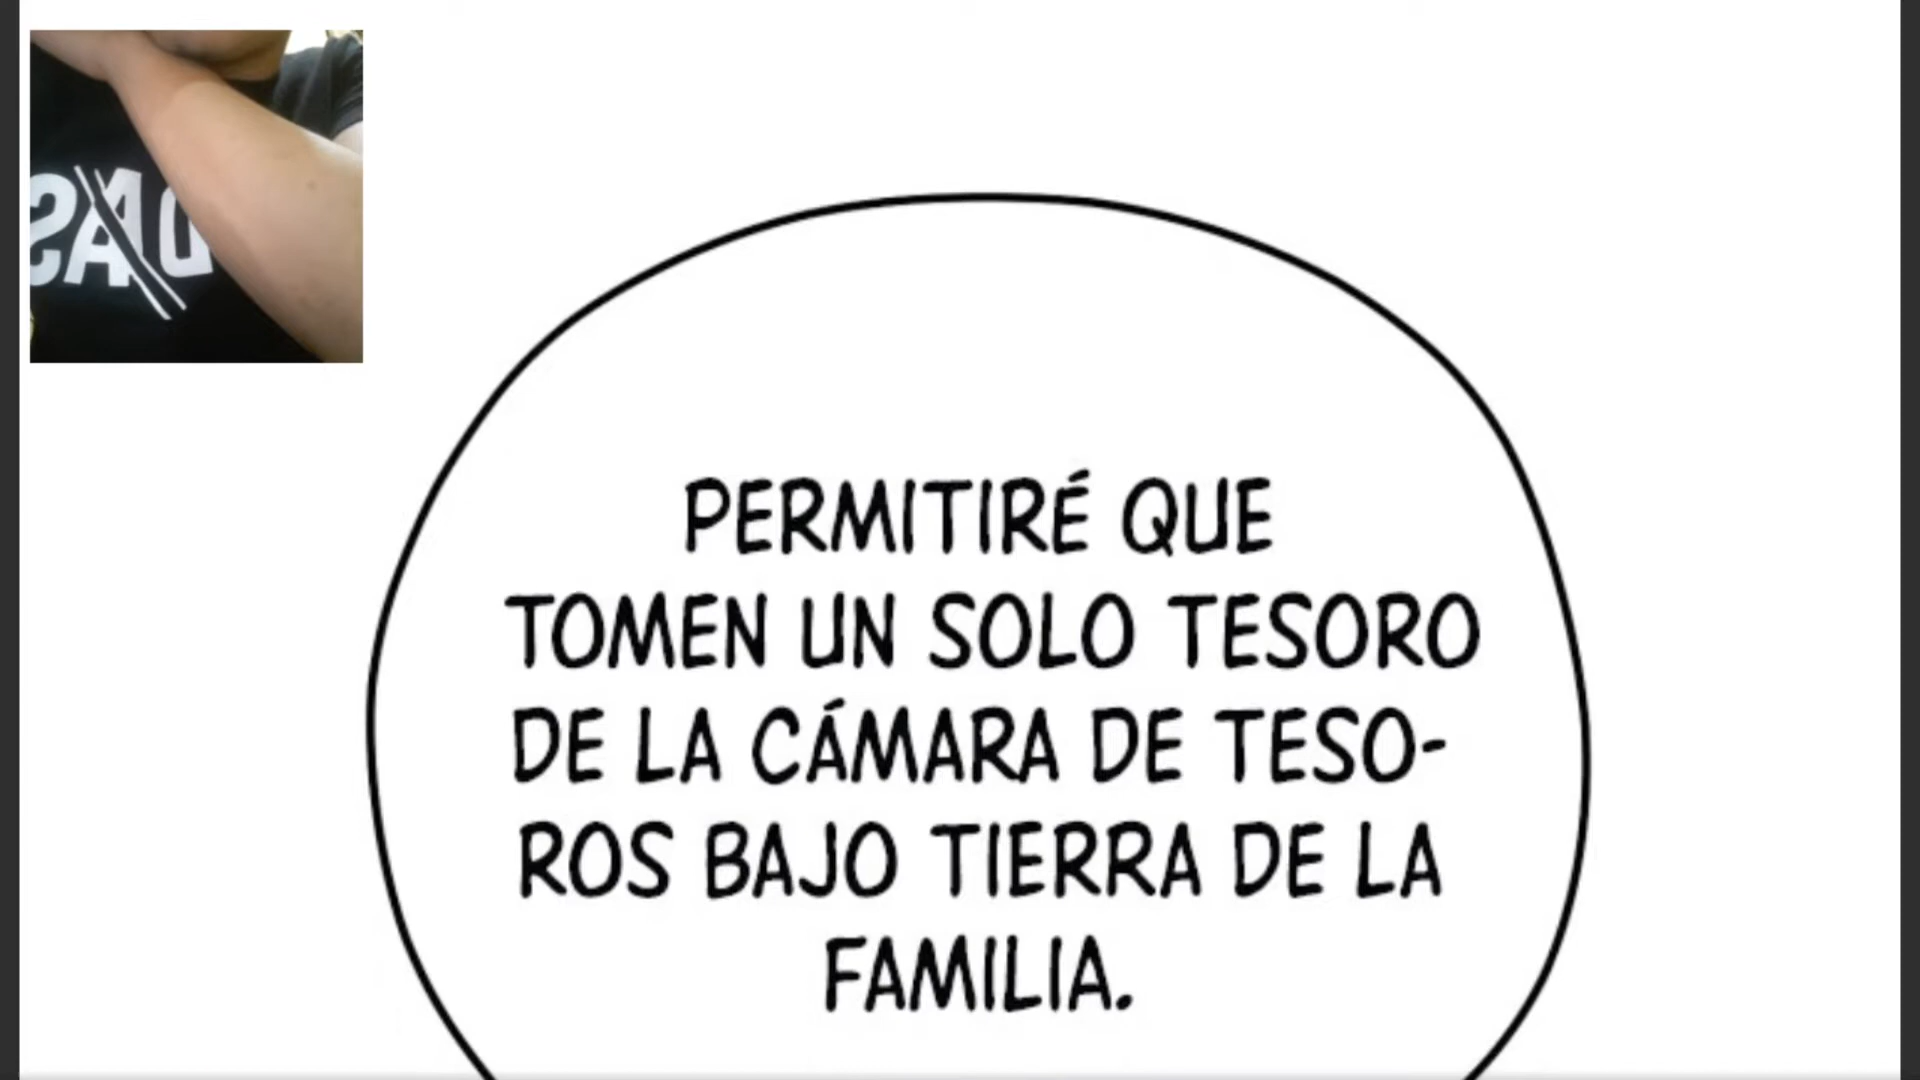 PERMITIRÉ QUE
TOMEN UN SOLO TESORO
DE LA CÁMARA DE TESO-
ROS BAJO TIERRA DE LA
FAMILIA.